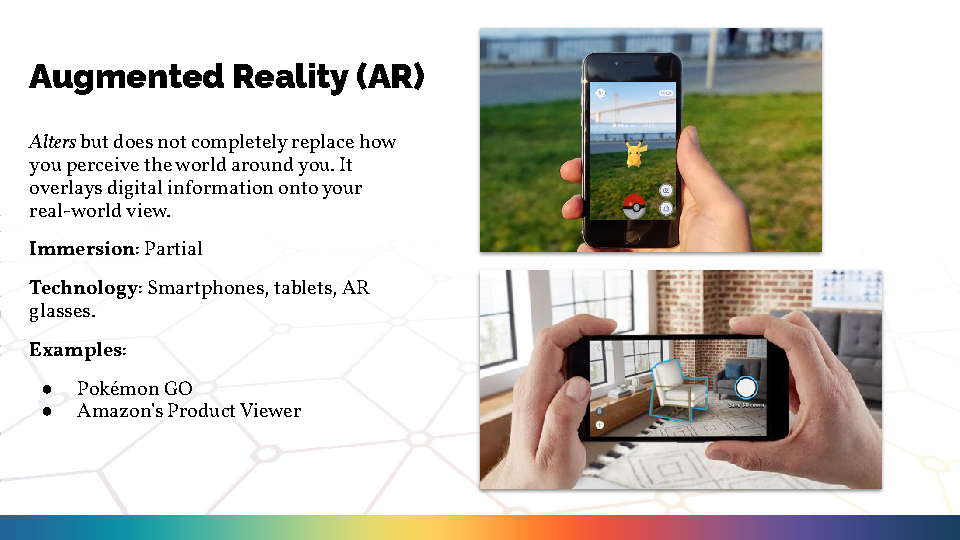 Augmented Reality (AR)
Alters but does not completely replace how
you perceive the world around you. It
overlays digital information onto your
real-world view.
Immersion: Partial
Technology: Smartphones, tablets, AR
glasses.
Examples:
● Pokémon GO
● Amazon's Product Viewer